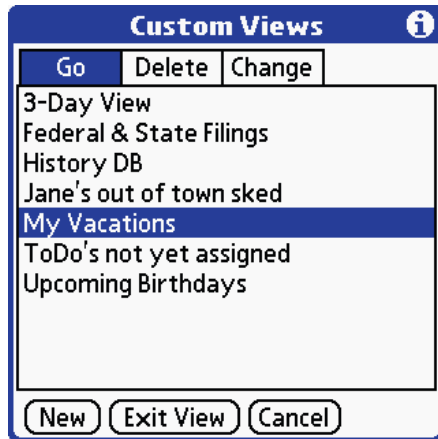 Custom Views i
Go Delete Change
3-Day View
Federal & State Filings
History DB
Jane's out of town sked
My Vacations
ToDo's not yet assigned
Upcoming Birthdays
New Exit View Cancel